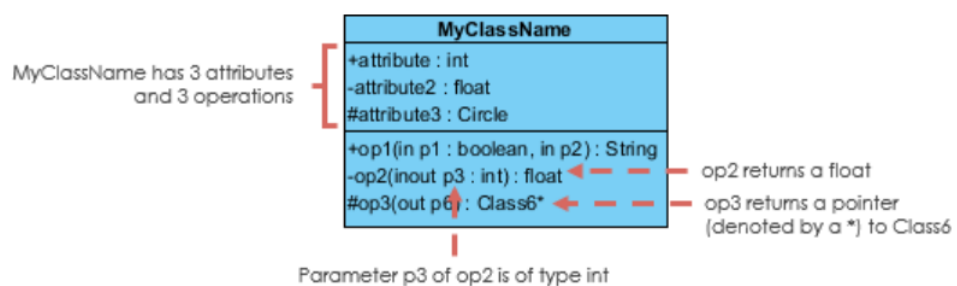 MyClassName
+attribute : int
-attribute2 : float
#attribute3 : Circle
+op1(in p1 : boolean, in p2) : String
-op2(inout p3 : int) : float
#op3(out p6) : Class6*
MyClassName has 3 attributes
and 3 operations
op2 returns a float
op3 returns a pointer
(denoted by a *) to Class6
Parameter p3 of op2 is of type int